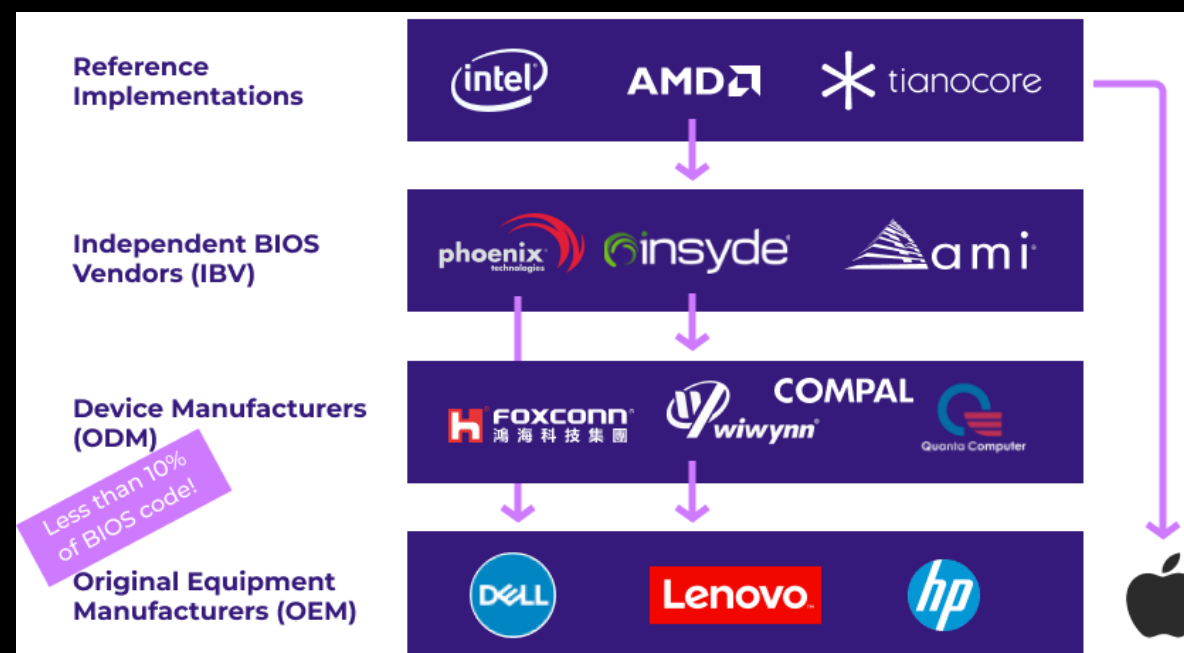 Reference
Implementations
intel
AMD
tianocore
Independent BIOS
Vendors (IBV)
phoenix
technologies
insyde
ami
Device Manufacturers
(ODM)
FOXCONN
鴻海科技集團
wiwynn
COMPAL
Quanta Computer
Less than 10%
of BIOS code!
Original Equipment
Manufacturers (OEM)
DELL
Lenovo
hp